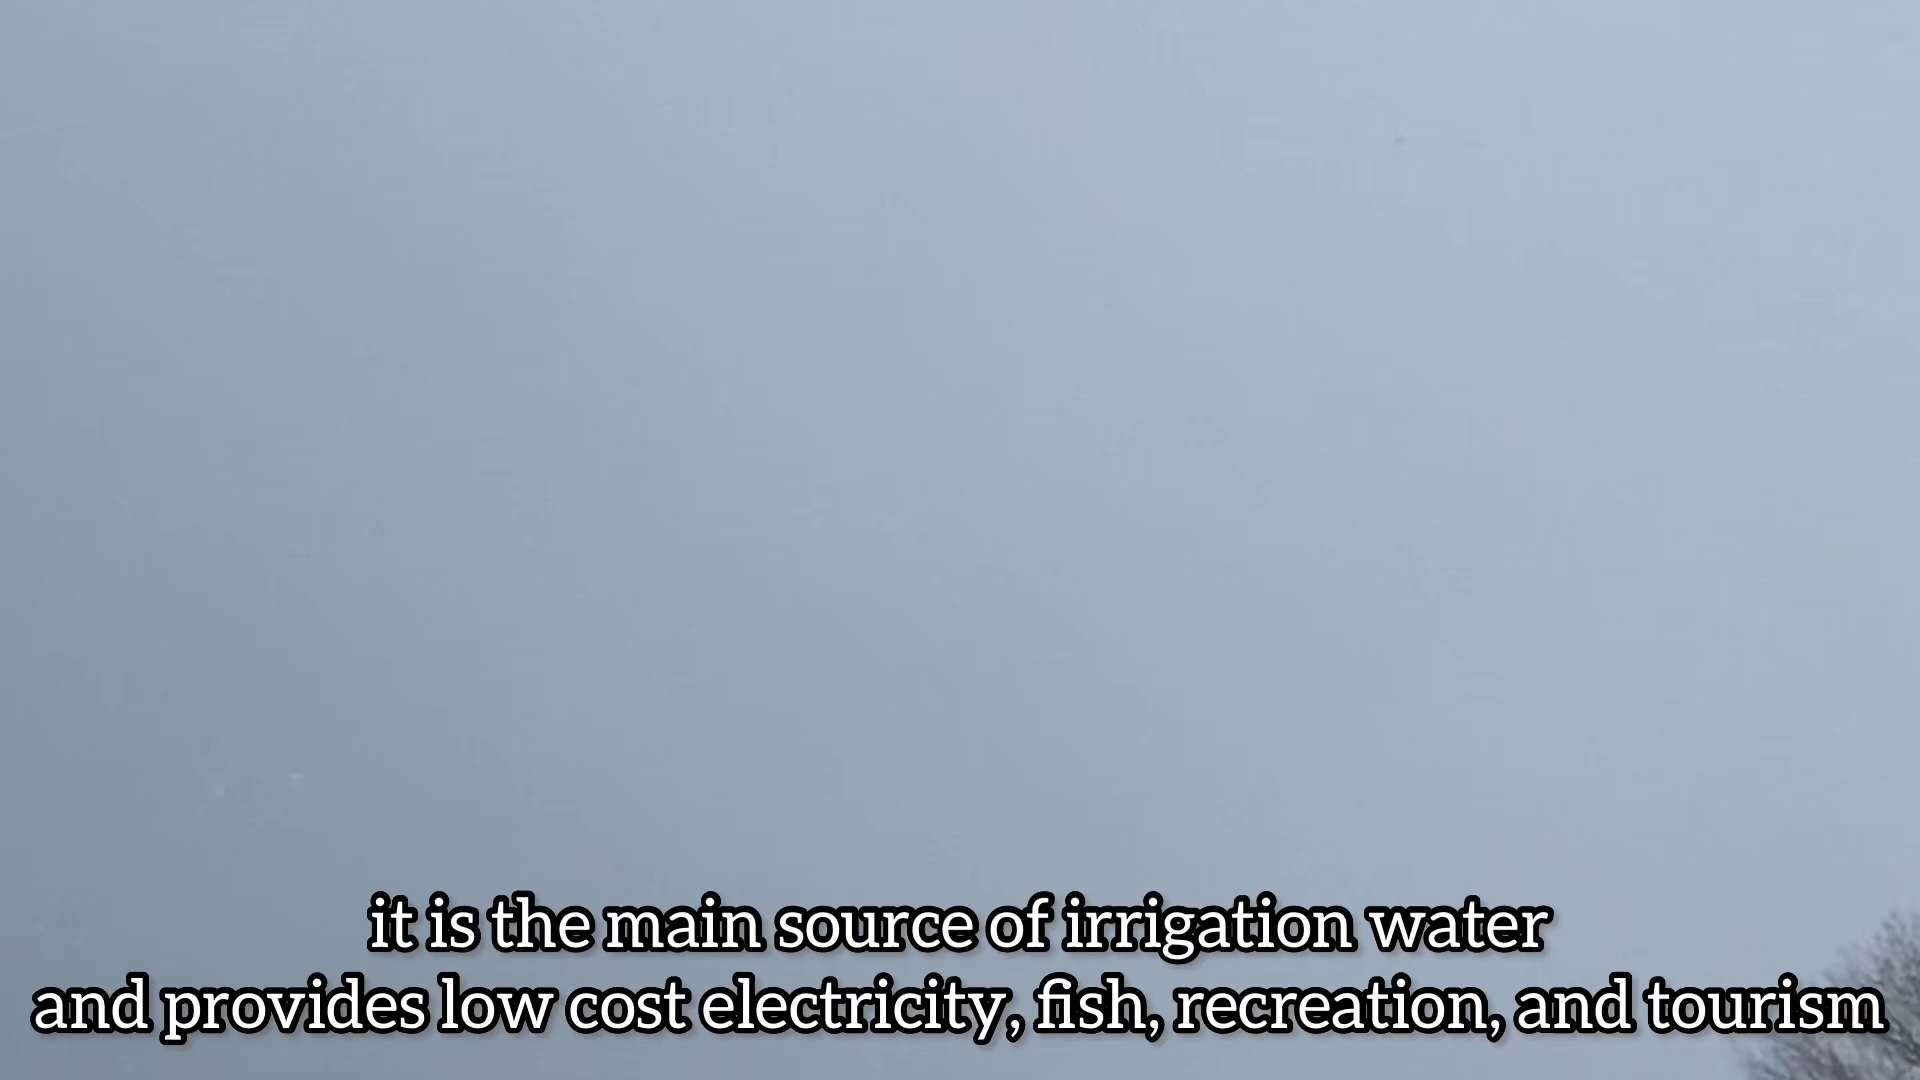 it is the main source of irrigation water
and provides low cost electricity, fish, recreation, and tourism